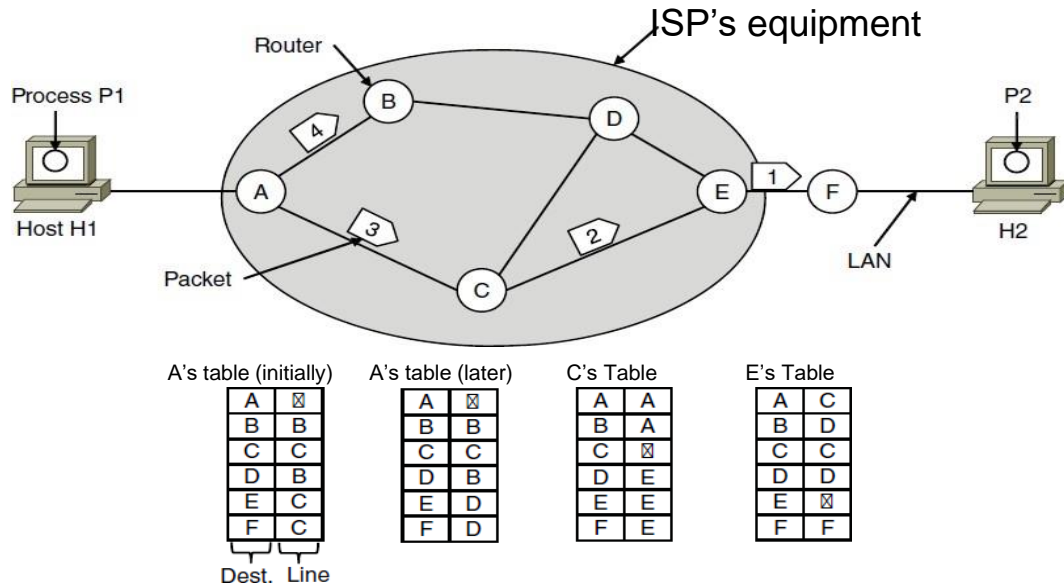 ISP's equipment
Router
Process P1
P2
B
4
D
A
E
1
F
3
2
Host H1
H2
Packet
C
LAN
A's table (initially)
A ☒
B B
C C
D B
E C
F C
Dest. Line
A's table (later)
A ☒
B B
C C
D B
E D
F D
C's Table
A A
B A
C ☒
D E
E E
F E
E's Table
A C
B D
C C
D D
E ☒
F F